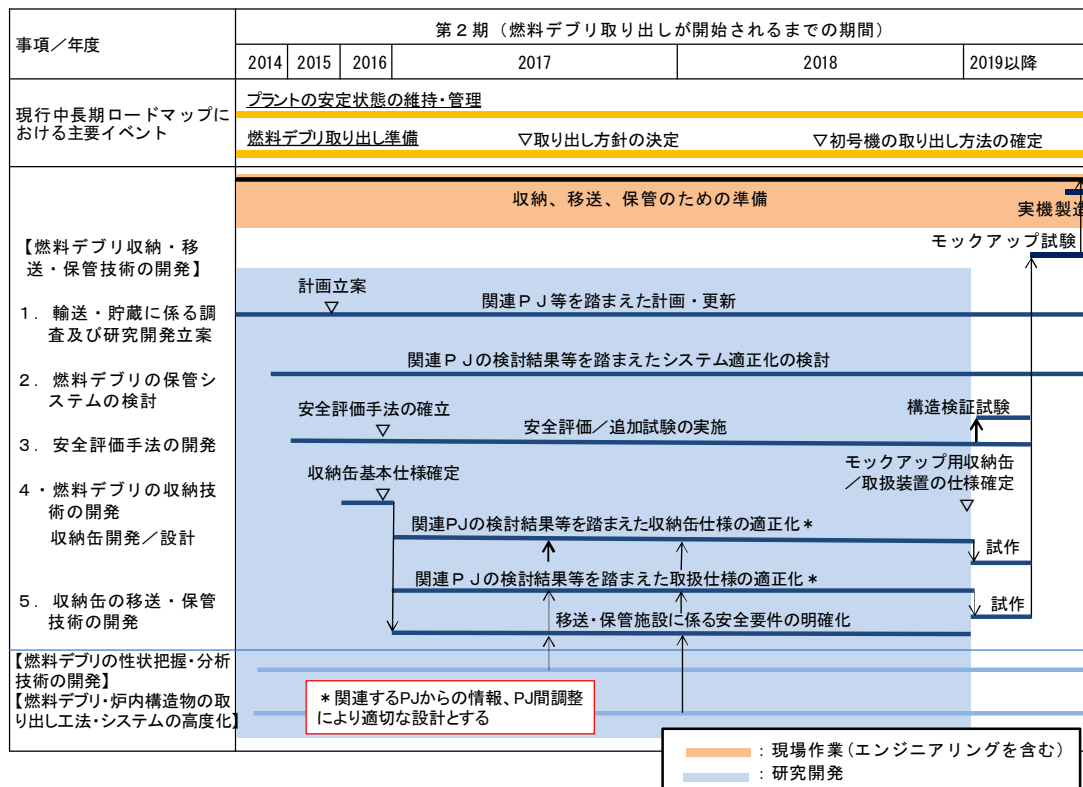 事項／年度
第２期（燃料デブリ取り出しが開始されるまでの期間）
2014
2015
2016
2017
2018
2019以降
現行中長期ロードマップに
おける主要イベント
プラントの安定状態の維持・管理
燃料デブリ取り出し準備
▽取り出し方針の決定
▽初号機の取り出し方法の確定
収納、移送、保管のための準備
実機製造
【燃料デブリ収納・移
送・保管技術の開発】
モックアップ試験
計画立案
▽
１．輸送・貯蔵に係る調
査及び研究開発立案
関連ＰＪ等を踏まえた計画・更新
２．燃料デブリの保管シ
ステムの検討
関連ＰＪの検討結果等を踏まえたシステム適正化の検討
３．安全評価手法の開発
安全評価手法の確立
▽
安全評価／追加試験の実施
構造検証試験
４・燃料デブリの収納技
術の開発
収納缶開発／設計
収納缶基本仕様確定
▽
モックアップ用収納缶
／取扱装置の仕様確定
▽
関連PJの検討結果等を踏まえた収納缶仕様の適正化＊
試作
５．収納缶の移送・保管
技術の開発
関連ＰＪの検討結果等を踏まえた取扱仕様の適正化＊
試作
移送・保管施設に係る安全要件の明確化
【燃料デブリの性状把握・分析
技術の開発】
【燃料デブリ・炉内構造物の取
り出し工法・システムの高度化】
＊関連するPJからの情報、PJ間調整
により適切な設計とする
：現場作業（エンジニアリングを含む）
：研究開発